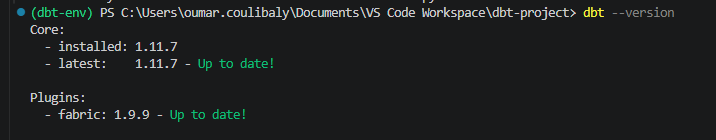 (dbt-env) PS C:\Users\oumar.coulibaly\Documents\VS Code Workspace\dbt-project> dbt --version
Core:
  - installed: 1.11.7
  - latest:    1.11.7 - Up to date!

Plugins:
  - fabric: 1.9.9 - Up to date!